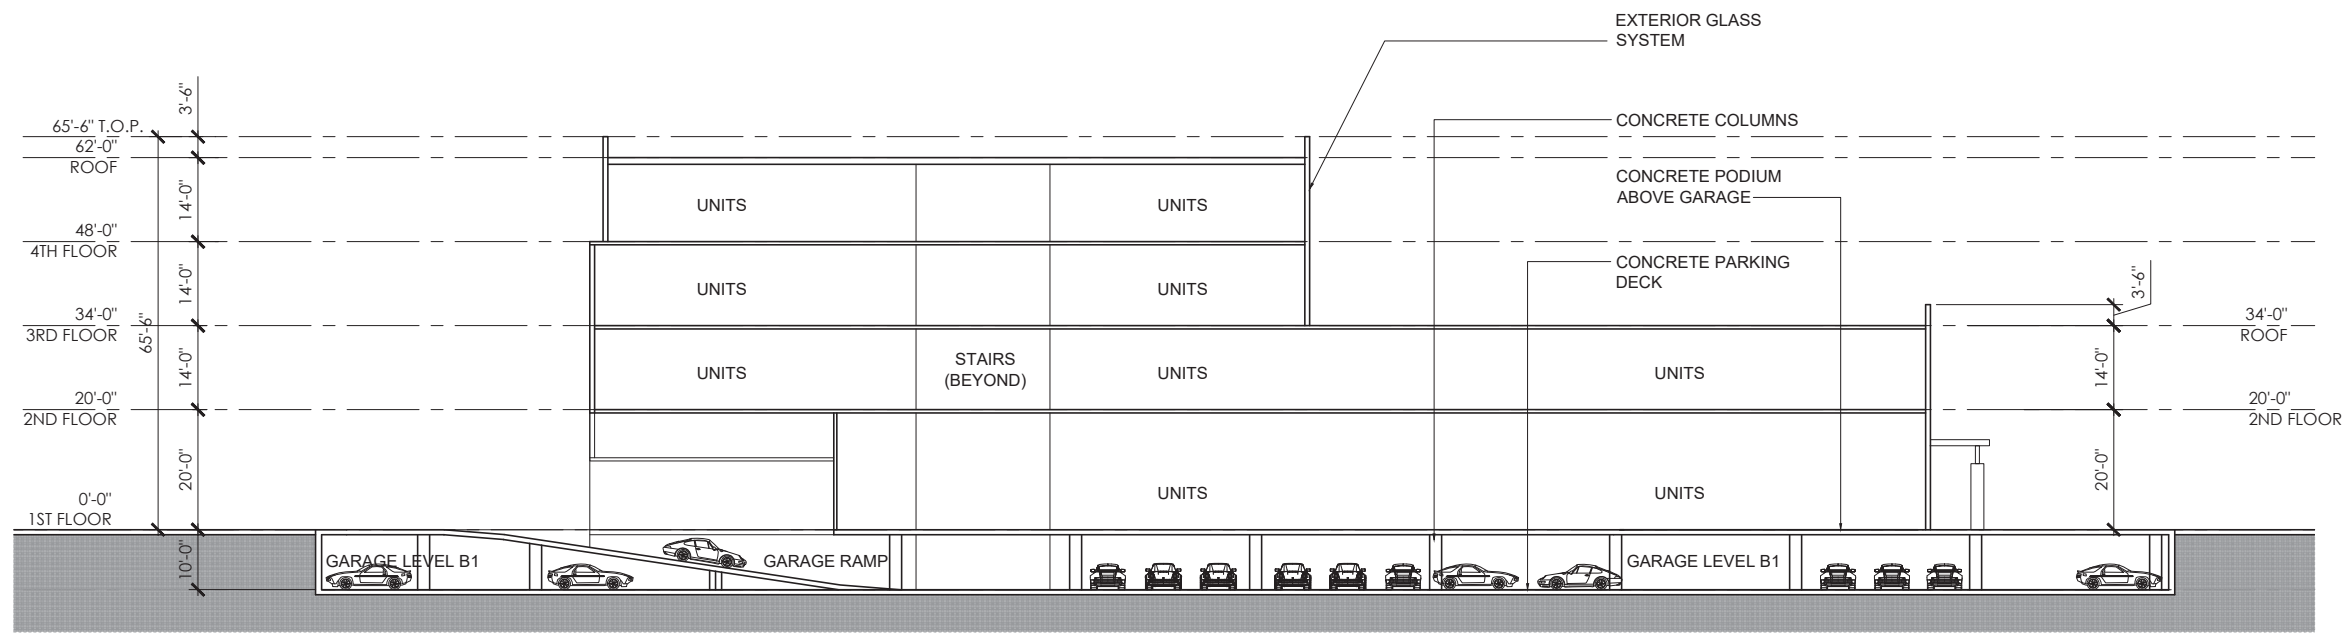 EXTERIOR GLASS
SYSTEM
3'-6"
65'-6" T.O.P.
62'-0"
ROOF
CONCRETE COLUMNS
CONCRETE PODIUM
ABOVE GARAGE
14'-0"
UNITS
UNITS
48'-0"
4TH FLOOR
CONCRETE PARKING
DECK
3'-6"
14'-0"
UNITS
UNITS
34'-0"
3RD FLOOR
65'-6"
34'-0"
ROOF
14'-0"
UNITS
STAIRS
(BEYOND)
UNITS
UNITS
14'-0"
20'-0"
2ND FLOOR
20'-0"
2ND FLOOR
20'-0"
UNITS
UNITS
20'-0"
0'-0"
1ST FLOOR
10'-0"
GARAGE LEVEL B1
GARAGE RAMP
GARAGE LEVEL B1